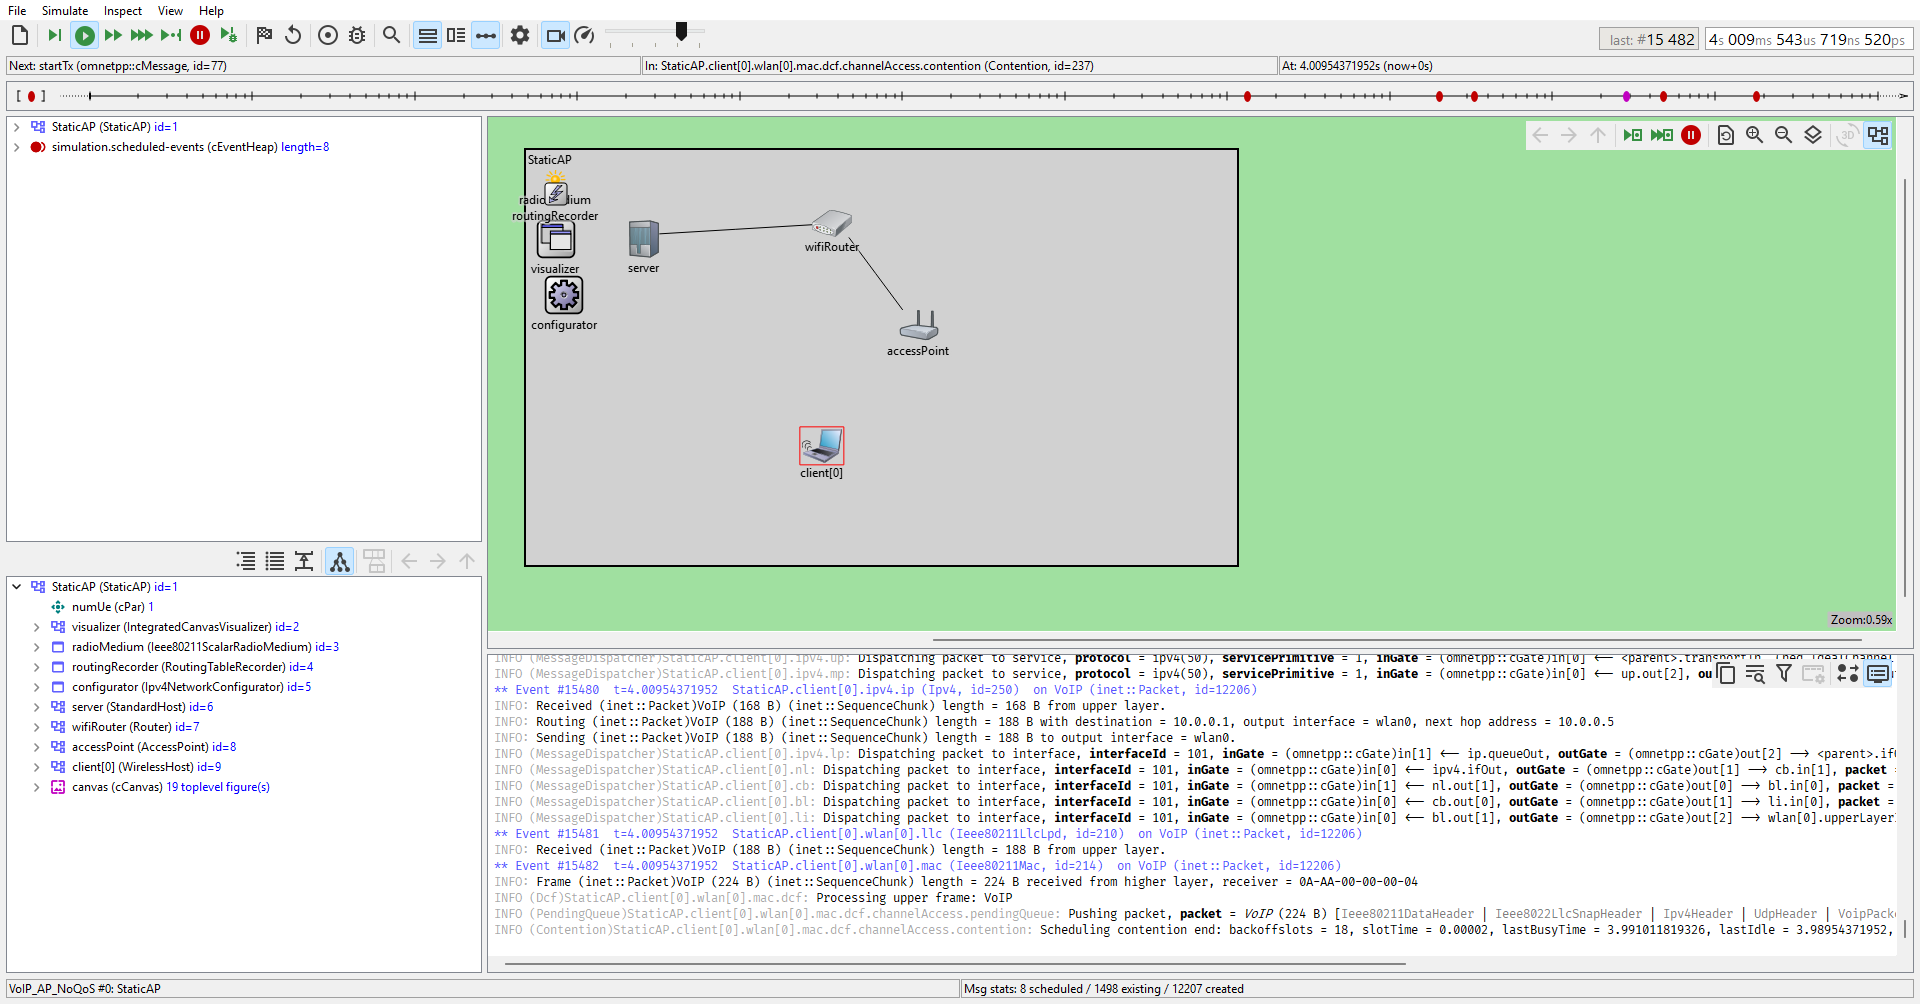 File Simulate Inspect View Help
last: #15 482
4s 009ms 543us 719ns 520ps
Next: startTx (omnetpp::cMessage, id=77)
In: StaticAP.client[0].wlan[0].mac.dcf.channelAccess.contention (Contention, id=237)
At: 4.00954371952s (now+0s)
StaticAP (StaticAP) id=1
simulation.scheduled-events (cEventHeap) length=8
StaticAP (StaticAP) id=1
numUe (cPar) 1
visualizer (IntegratedCanvasVisualizer) id=2
radioMedium (Ieee80211ScalarRadioMedium) id=3
routingRecorder (RoutingTableRecorder) id=4
configurator (Ipv4NetworkConfigurator) id=5
server (StandardHost) id=6
wifiRouter (Router) id=7
accessPoint (AccessPoint) id=8
client[0] (WirelessHost) id=9
canvas (cCanvas) 19 toplevel figure(s)
3D
StaticAP
routingRecorder
visualizer
configurator
server
wifiRouter
accessPoint
client[0]
Zoom:0.59x
INFO (MessageDispatcher)StaticAP.client[0].ipv4.up: Dispatching packet to service, protocol = ipv4(50), servicePrimitive = 1, inGate = (omnetpp::cGate)in[0] <-- <parent>.transportIn,
INFO (MessageDispatcher)StaticAP.client[0].ipv4.mp: Dispatching packet to service, protocol = ipv4(50), servicePrimitive = 1, inGate = (omnetpp::cGate)in[0] <-- up.out[2],
** Event #15480 t=4.00954371952 StaticAP.client[0].ipv4.ip (Ipv4, id=250) on VoIP (inet::Packet, id=12206)
INFO: Received (inet::Packet)VoIP (168 B) (inet::SequenceChunk) length = 168 B from upper layer.
INFO: Routing (inet::Packet)VoIP (188 B) (inet::SequenceChunk) length = 188 B with destination = 10.0.0.1, output interface = wlan0, next hop address = 10.0.0.5
INFO: Sending (inet::Packet)VoIP (188 B) (inet::SequenceChunk) length = 188 B to output interface = wlan0.
INFO (MessageDispatcher)StaticAP.client[0].ipv4.lp: Dispatching packet to interface, interfaceId = 101, inGate = (omnetpp::cGate)in[1] <-- ip.queueOut, outGate = (omnetpp::cGate)out[2] --> <parent>.if
INFO (MessageDispatcher)StaticAP.client[0].nl: Dispatching packet to interface, interfaceId = 101, inGate = (omnetpp::cGate)in[0] <-- ipv4.ifOut, outGate = (omnetpp::cGate)out[1] --> cb.in[1], packet =
INFO (MessageDispatcher)StaticAP.client[0].cb: Dispatching packet to interface, interfaceId = 101, inGate = (omnetpp::cGate)in[1] <-- nl.out[1], outGate = (omnetpp::cGate)out[0] --> bl.in[0], packet =
INFO (MessageDispatcher)StaticAP.client[0].bl: Dispatching packet to interface, interfaceId = 101, inGate = (omnetpp::cGate)in[0] <-- cb.out[0], outGate = (omnetpp::cGate)out[1] --> li.in[0], packet =
INFO (MessageDispatcher)StaticAP.client[0].li: Dispatching packet to interface, interfaceId = 101, inGate = (omnetpp::cGate)in[0] <-- bl.out[1], outGate = (omnetpp::cGate)out[2] --> wlan[0].upperLayer
** Event #15481 t=4.00954371952 StaticAP.client[0].wlan[0].llc (Ieee80211LlcLpd, id=210) on VoIP (inet::Packet, id=12206)
INFO: Received (inet::Packet)VoIP (188 B) (inet::SequenceChunk) length = 188 B from upper layer.
** Event #15482 t=4.00954371952 StaticAP.client[0].wlan[0].mac (Ieee80211Mac, id=214) on VoIP (inet::Packet, id=12206)
INFO: Frame (inet::Packet)VoIP (224 B) (inet::SequenceChunk) length = 224 B received from higher layer, receiver = 0A-AA-00-00-00-04
INFO (Dcf)StaticAP.client[0].wlan[0].mac.dcf: Processing upper frame: VoIP
INFO (PendingQueue)StaticAP.client[0].wlan[0].mac.dcf.channelAccess.pendingQueue: Pushing packet, packet = VoIP (224 B) [Ieee80211DataHeader | Ieee8022LlcSnapHeader | Ipv4Header | UdpHeader | VoipPack
INFO (Contention)StaticAP.client[0].wlan[0].mac.dcf.channelAccess.contention: Scheduling contention end: backoffslots = 18, slotTime = 0.00002, lastBusyTime = 3.991011819326, lastIdle = 3.98954371952,
VoIP_AP_NoQoS #0: StaticAP
Msg stats: 8 scheduled / 1498 existing / 12207 created